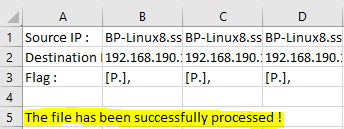 A B C D
1 Source IP : BP-Linux8.ss BP-Linux8.ss BP-Linux8.ss
2 Destination 192.168.190. 192.168.190. 192.168.190.
3 Flag : [P.], [P.], [P.],
4
5 The file has been successfully processed !